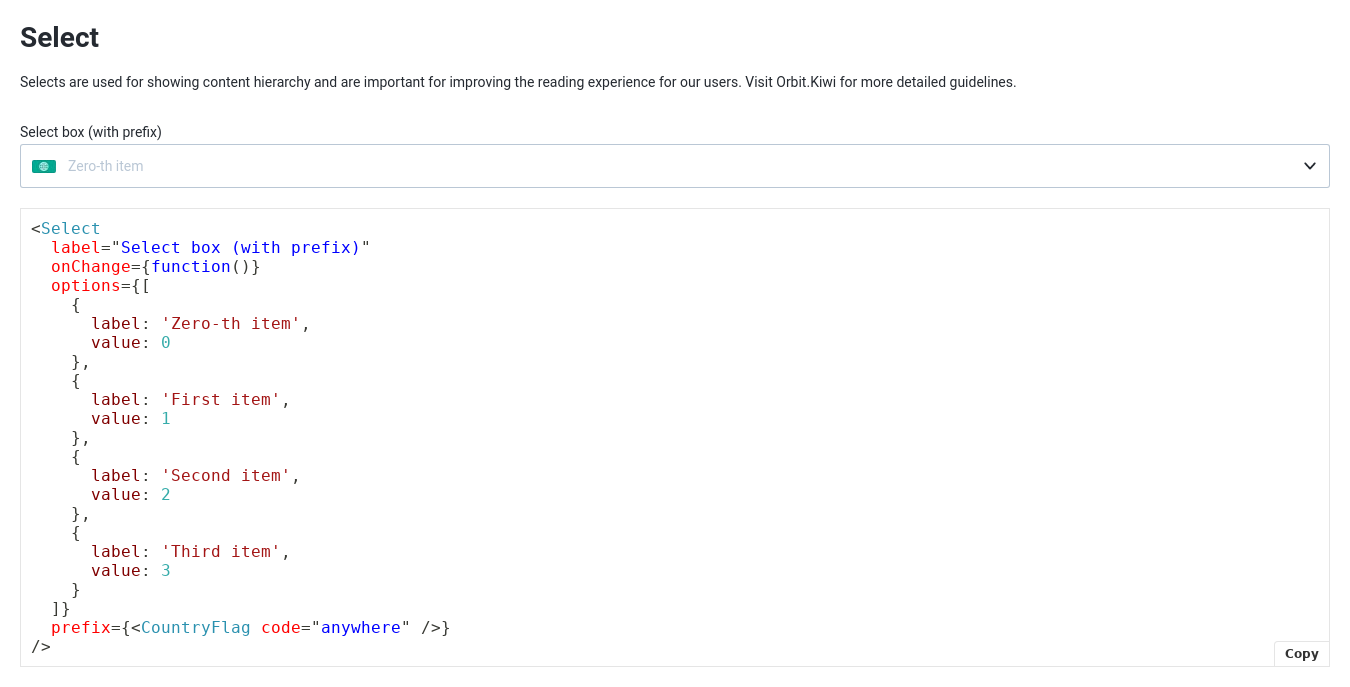 Select
Selects are used for showing content hierarchy and are important for improving the reading experience for our users. Visit Orbit.Kiwi for more detailed guidelines.
Select box (with prefix)
Zero-th item
<Select
  label="Select box (with prefix)"
  onChange={function()}
  options={[
    {
      label: 'Zero-th item',
      value: 0
    },
    {
      label: 'First item',
      value: 1
    },
    {
      label: 'Second item',
      value: 2
    },
    {
      label: 'Third item',
      value: 3
    }
  ]}
  prefix={<CountryFlag code="anywhere" />}
/>
Copy